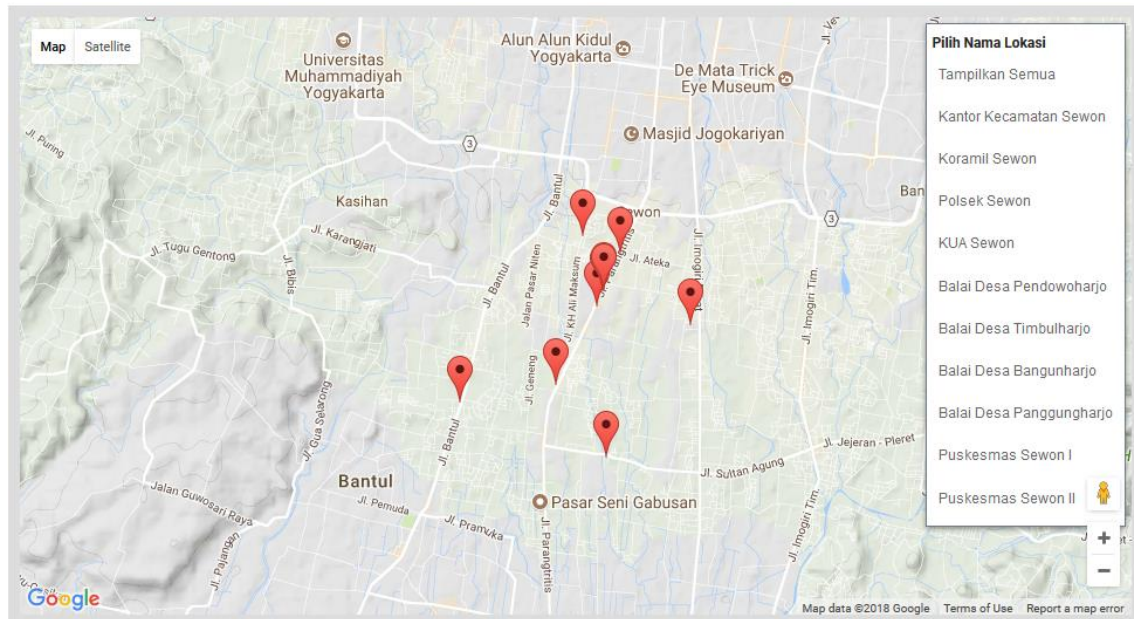 Map
Satellite
Universitas
Muhammadiyah
Yogyakarta
Alun Alun Kidul
Yogyakarta
De Mata Trick
Eye Museum
Masjid Jogokariyan
Jl. Puring
3
Kasihan
Jl. Bantul
Jl. Karangjati
Jl. Tugu Gentong
Jl. Bibis
Jl. Bantul
Jalan Pasar Niten
Jl. KH Ali Maksum
Jl. Ateka
3
Jl. Imogiri Tim.
Jl. Geneng
Jl. Gua Selarong
Jl. Bantul
Bantul
Jl. Pemuda
Jl. Pramuka
Jalan Guwosari Raya
Jl. Pajangan
Pasar Seni Gabusan
Jl. Parangtritis
Jl. Sultan Agung
Jl. Jejeran - Pleret
Jl. Imogiri Tim.
Pilih Nama Lokasi
Tampilkan Semua
Kantor Kecamatan Sewon
Koramil Sewon
Polsek Sewon
KUA Sewon
Balai Desa Pendowoharjo
Balai Desa Timbulharjo
Balai Desa Bangunharjo
Balai Desa Panggungharjo
Puskesmas Sewon I
Puskesmas Sewon II
Google
Map data ©2018 Google
Terms of Use
Report a map error